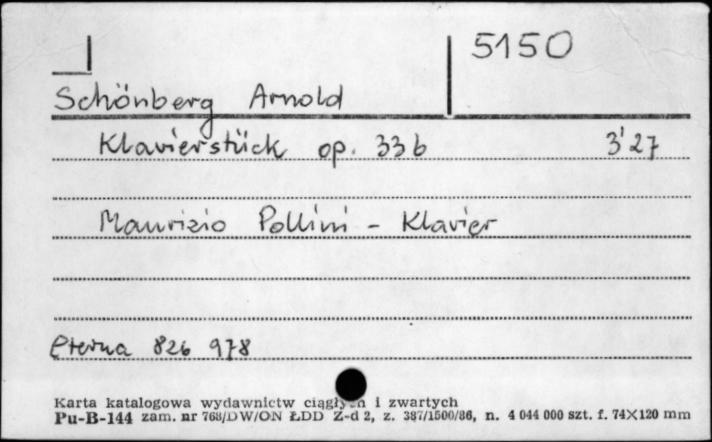 5150
Schönberg Arnold
Klavierstück op. 33b 3'27
Maurizio Pollini - Klavier
Eterna 826 978
Karta katalogowa wydawnictw ciągłych i zwartych
Pu-B-144 zam. nr 768/DW/ON ŁDD Z-d 2, z. 387/1500/86, n. 4 044 000 szt. f. 74X120 mm